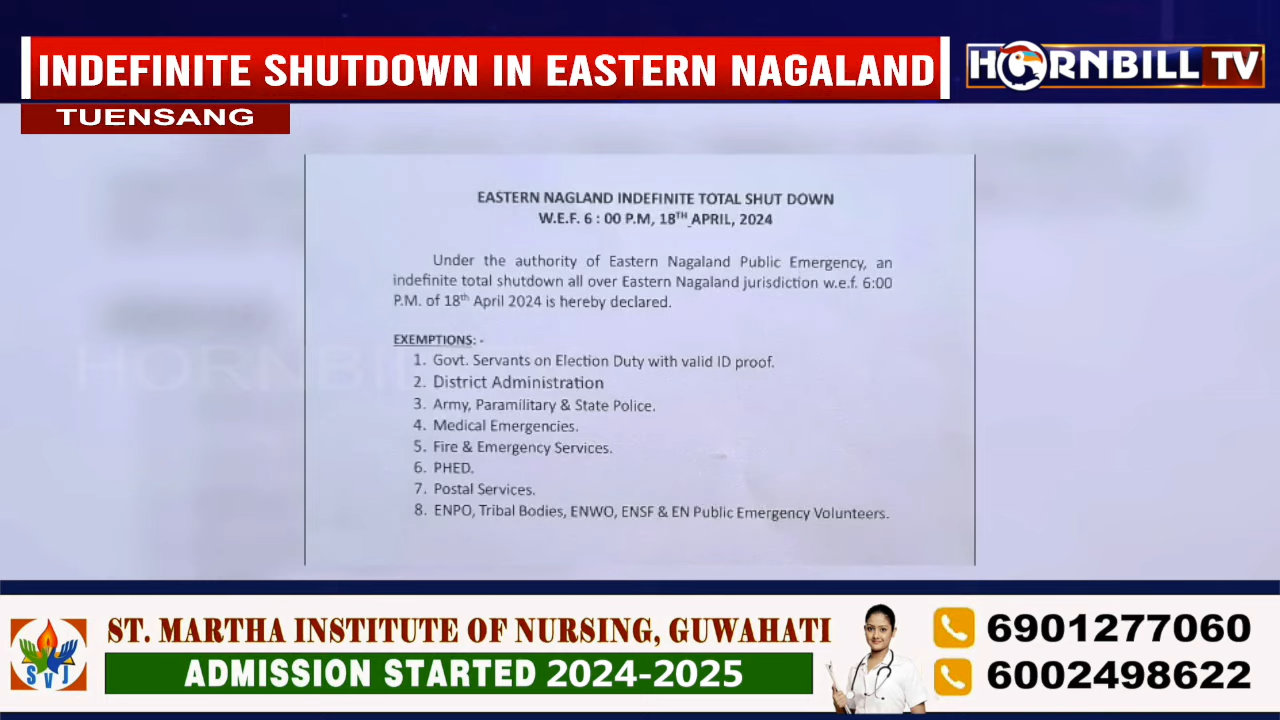 INDEFINITE SHUTDOWN IN EASTERN NAGALAND
HORNBILL TV
TUENSANG
EASTERN NAGLAND INDEFINITE TOTAL SHUT DOWN
W.E.F. 6 : 00 P.M, 18TH APRIL, 2024
Under the authority of Eastern Nagaland Public Emergency, an
indefinite total shutdown all over Eastern Nagaland jurisdiction w.e.f. 6:00
P.M. of 18th April 2024 is hereby declared.
EXEMPTIONS: -
1. Govt. Servants on Election Duty with valid ID proof.
2. District Administration
3. Army, Paramilitary & State Police.
4. Medical Emergencies.
5. Fire & Emergency Services.
6. PHED.
7. Postal Services.
8. ENPO, Tribal Bodies, ENWO, ENSF & EN Public Emergency Volunteers.
HORNBILL
SVJ
ST. MARTHA INSTITUTE OF NURSING, GUWAHATI
ADMISSION STARTED 2024-2025
6901277060
6002498622